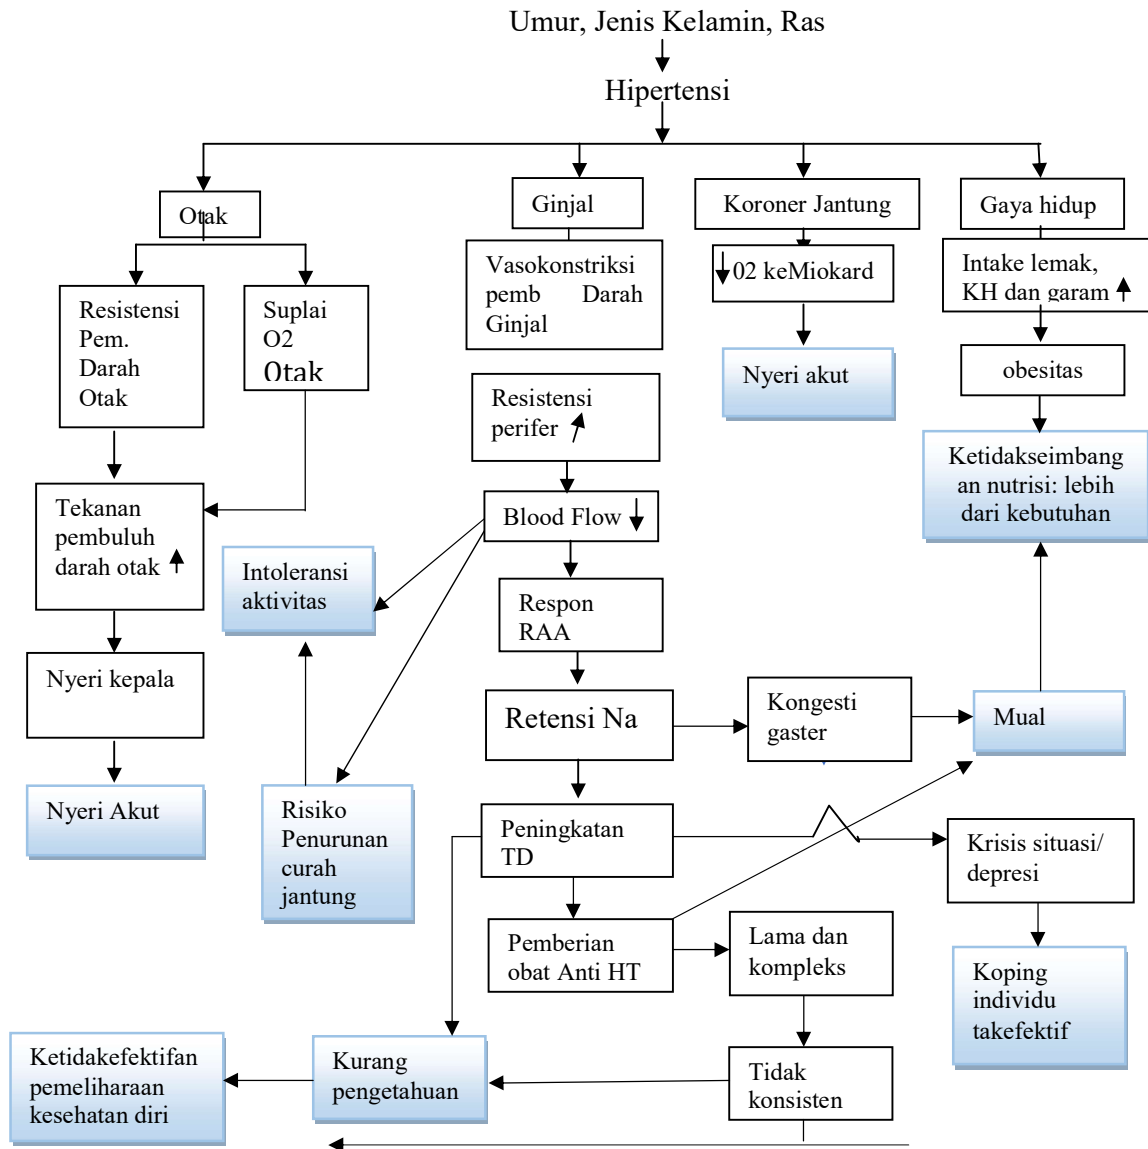 Umur, Jenis Kelamin, Ras
Hipertensi
Otak
Ginjal
Koroner Jantung
Gaya hidup
Resistensi
Pem.
Darah
Otak
Suplai
O2
Otak
Vasokonstriksi
pemb Darah
Ginjal
↓02 keMiokard
Intake lemak,
KH dan garam ↑
Nyeri akut
obesitas
Resistensi
perifer ↑
Ketidakseimbang
an nutrisi: lebih
dari kebutuhan
Tekanan
pembuluh
darah otak ↑
Blood Flow ↓
Intoleransi
aktivitas
Respon
RAA
Nyeri kepala
Retensi Na
Kongesti
gaster
Mual
Nyeri Akut
Risiko
Penurunan
curah
jantung
Peningkatan
TD
Krisis situasi/
depresi
Pemberian
obat Anti HT
Lama dan
kompleks
Koping
individu
takefektif
Ketidakefektifan
pemeliharaan
kesehatan diri
Kurang
pengetahuan
Tidak
konsisten